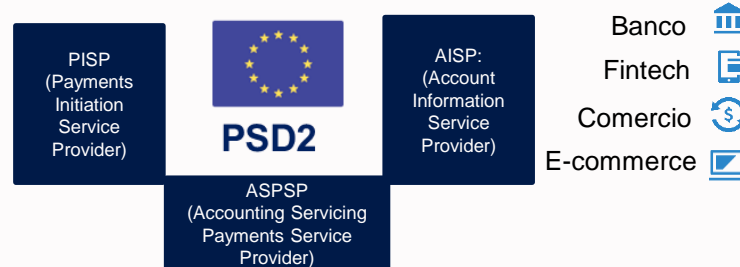 PISP
(Payments
Initiation
Service
Provider)
PSD2
AISP:
(Account
Information
Service
Provider)
ASPSP
(Accounting Servicing
Payments Service
Provider)
Banco
Fintech
Comercio
E-commerce